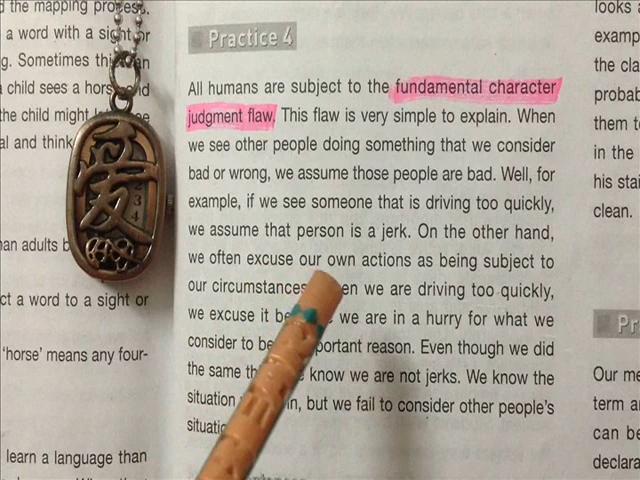 d the mapping process.
a word with a sight or
g. Sometimes
child sees a
the child might
al and think
an adults
ct a word to a sight or
'horse' means any four-
learn a language than
愛
2
3
4
Practice 4
All humans are subject to the fundamental character
judgment flaw. This flaw is very simple to explain. When
we see other people doing something that we consider
bad or wrong, we assume those people are bad. Well, for
example, if we see someone that is driving too quickly,
we assume that person is a jerk. On the other hand,
we often excuse our own actions as being subject to
our circumstances en we are driving too quickly,
we excuse it be we are in a hurry for what we
consider to be portant reason. Even though we did
the same th know we are not jerks. We know the
situation in, but we fail to consider other people's
situatio
looks
examp
the cla
probab
them t
in the
his stai
clean.
Pr
Our me
term a
can be
declara